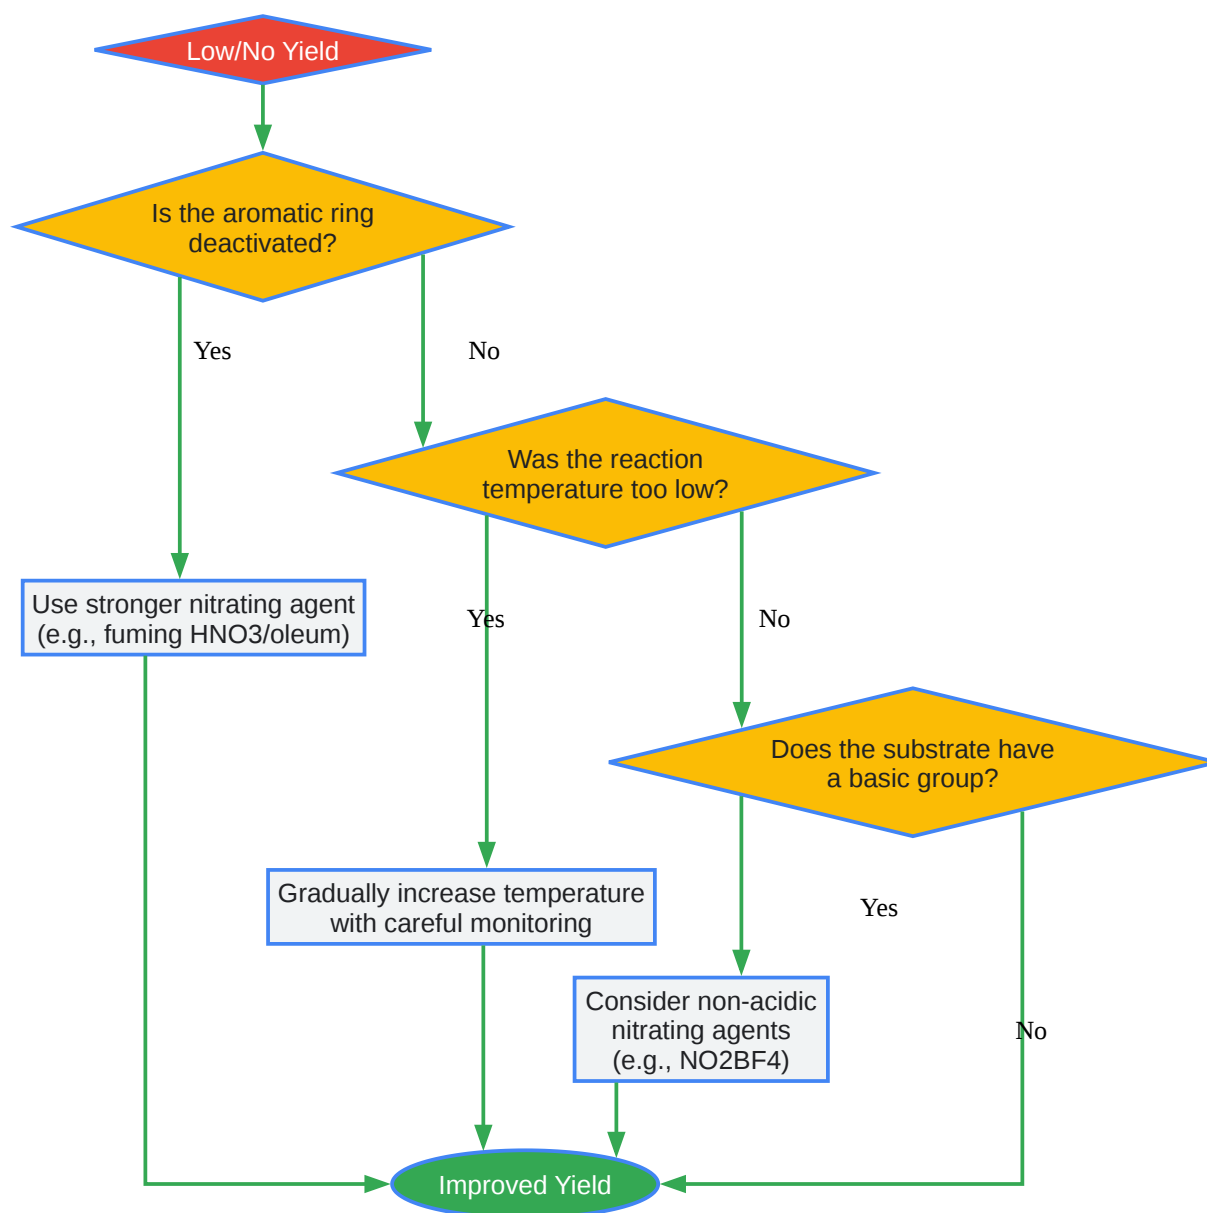 Low/No Yield
Is the aromatic ring
deactivated?
Yes
No
Was the reaction
temperature too low?
Use stronger nitrating agent
(e.g., fuming HNO3/oleum)
Yes
No
Does the substrate have
a basic group?
Gradually increase temperature
with careful monitoring
Yes
Consider non-acidic
nitrating agents
(e.g., NO2BF4)
No
Improved Yield